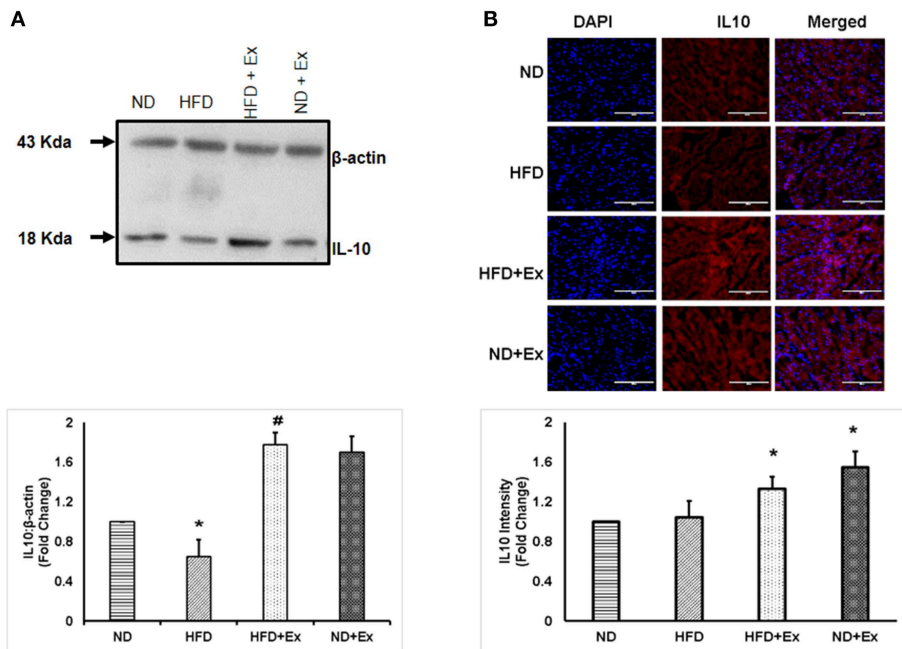 A
ND
HFD
HFD + Ex
ND + Ex
43 Kda
β-actin
18 Kda
IL-10
2
1.6
1.2
0.8
0.4
0
IL10:β-actin
(Fold Change)
*
#
ND
HFD
HFD+Ex
ND+Ex
B
DAPI
IL10
Merged
ND
HFD
HFD+Ex
ND+Ex
2
1.6
1.2
0.8
0.4
0
IL10 Intensity
(Fold Change)
*
*
ND
HFD
HFD+Ex
ND+Ex